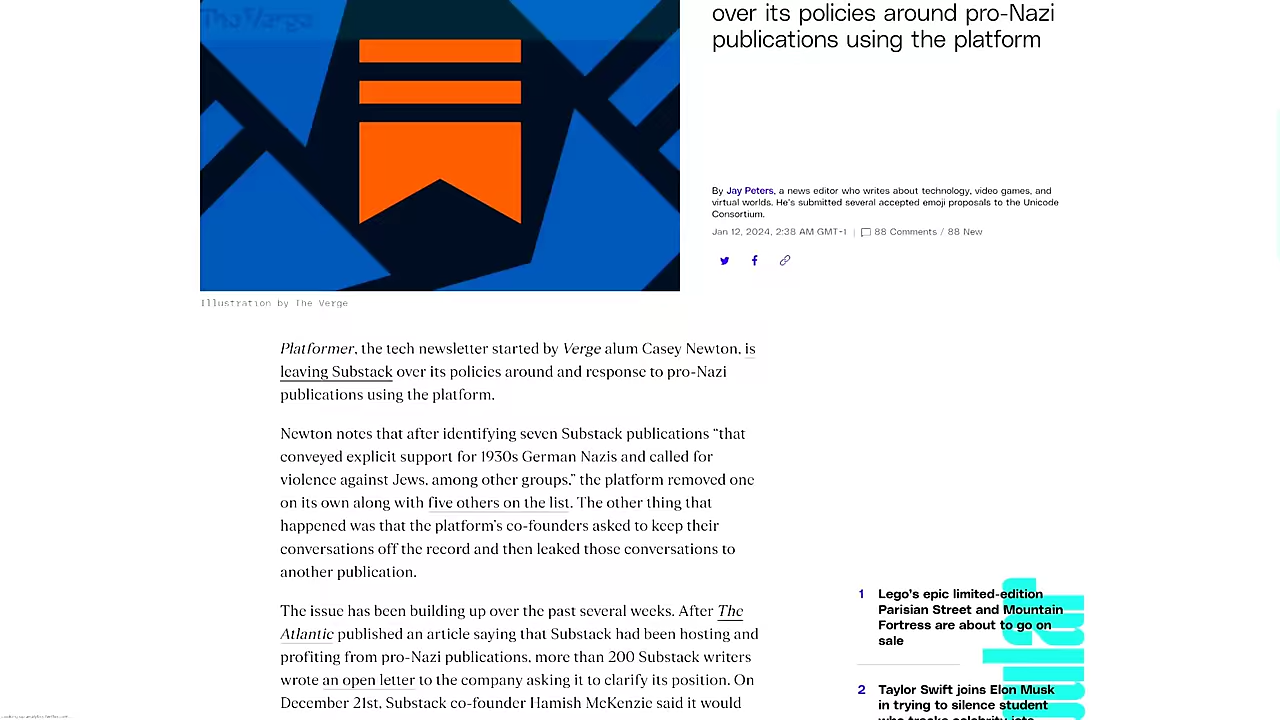 The Verge
over its policies around pro-Nazi
publications using the platform
By Jay Peters, a news editor who writes about technology, video games, and
virtual worlds. He's submitted several accepted emoji proposals to the Unicode
Consortium.
Jan 12, 2024, 2:38 AM GMT-1 | 88 Comments / 88 New
Illustration by The Verge
Platformer, the tech newsletter started by Verge alum Casey Newton, is
leaving Substack over its policies around and response to pro-Nazi
publications using the platform.
Newton notes that after identifying seven Substack publications “that
conveyed explicit support for 1930s German Nazis and called for
violence against Jews, among other groups,” the platform removed one
on its own along with five others on the list. The other thing that
happened was that the platform's co-founders asked to keep their
conversations off the record and then leaked those conversations to
another publication.
The issue has been building up over the past several weeks. After The
Atlantic published an article saying that Substack had been hosting and
profiting from pro-Nazi publications, more than 200 Substack writers
wrote an open letter to the company asking it to clarify its position. On
December 21st, Substack co-founder Hamish McKenzie said it would
1 Lego's epic limited-edition
Parisian Street and Mountain
Fortress are about to go on
sale
2 Taylor Swift joins Elon Musk
in trying to silence student
who tracks celebrity jets